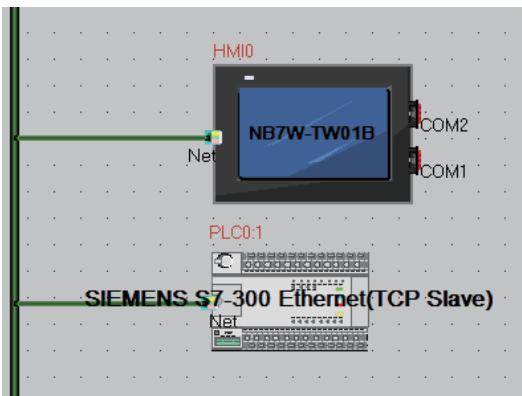 HMI0
NB7W-TW01B
COM2
Net
COM1
PLC0:1
SIEMENS S7-300 Ethernet(TCP Slave)
Net